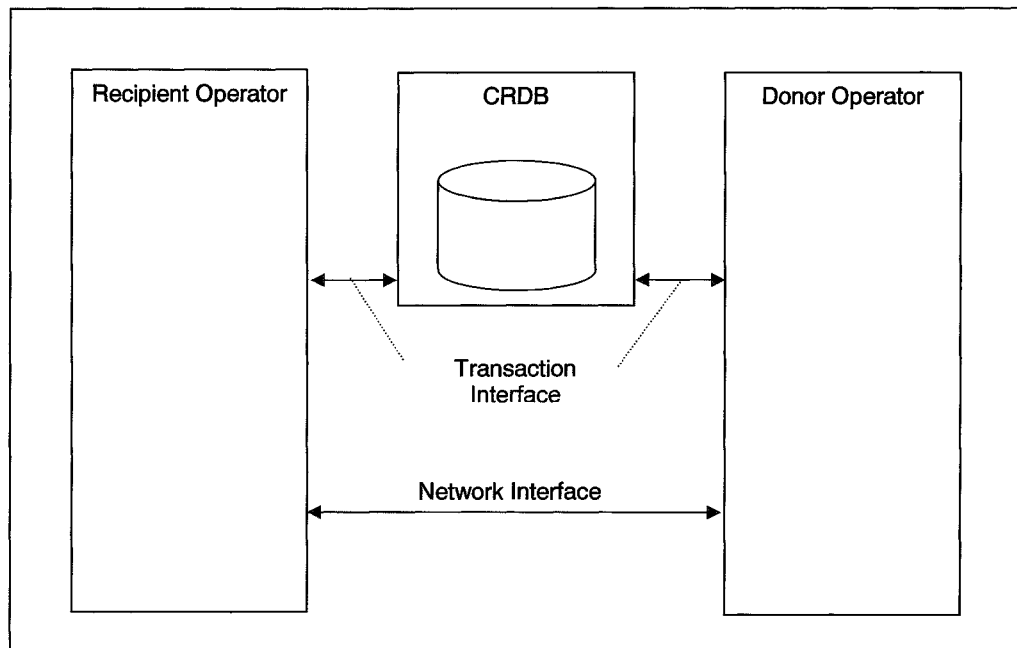 Recipient Operator
CRDB
Donor Operator
Transaction
Interface
Network Interface